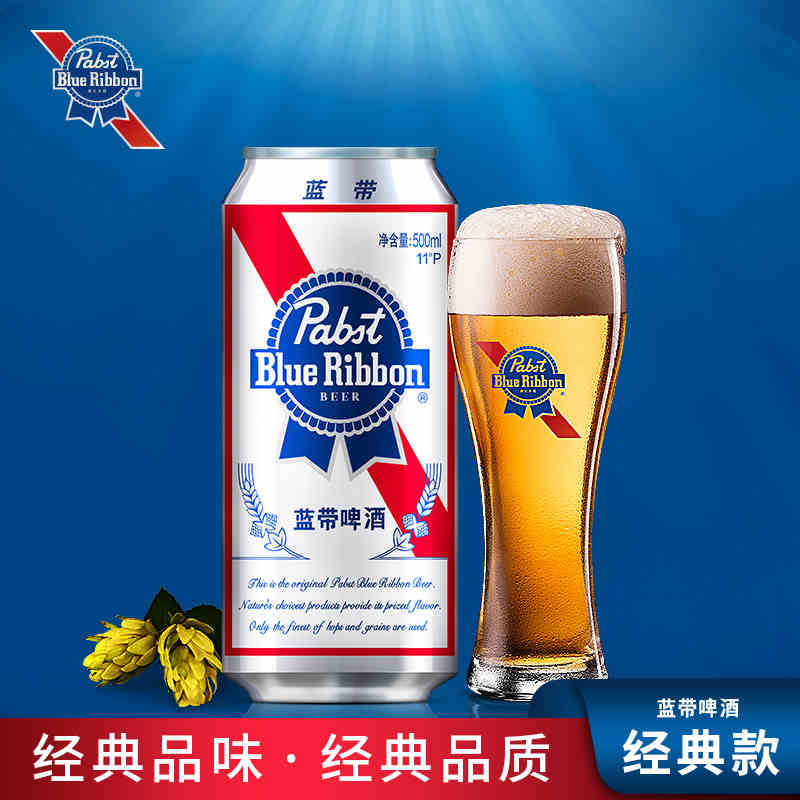 Pabst
Blue Ribbon
BEER
®
蓝带
净含量:500ml
11°P
Pabst
Blue Ribbon
BEER
®
蓝带啤酒
This is the original Pabst Blue Ribbon Beer.
Nature's choicest products provide its prized flavor.
Only the finest of hops and grains are used.
Pabst
Blue Ribbon
BEER
经典品味·经典品质
蓝带啤酒
经典款